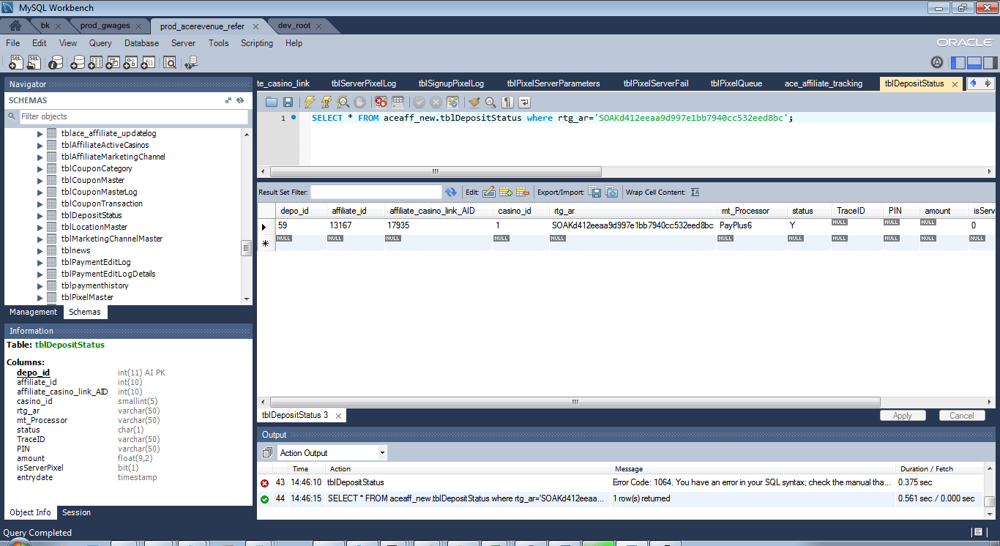 MySQL Workbench
bk
prod_gwages
prod_acerevenue_refer
dev_root
File Edit View Query Database Server Tools Scripting Help
ORACLE
Navigator
SCHEMAS
Filter objects
tblace_affiliate_updatelog
tblAffiliateActiveCasinos
tblAffiliateMarketingChannel
tblCouponCategory
tblCouponMaster
tblCouponMasterLog
tblCouponTransaction
tblDepositStatus
tblLocationMaster
tblMarketingChannelMaster
tblnews
tblPaymentEditLog
tblPaymentEditLogDetails
tblpaymenthistory
tblPixelMaster
Management Schemas
Information
Table: tblDepositStatus
Columns:
depo_id int(11) AI PK
affiliate_id int(10)
affiliate_casino_link_AID int(10)
casino_id smallint(5)
rtg_ar varchar(50)
mt_Processor varchar(50)
status char(1)
TraceID varchar(50)
PIN varchar(50)
amount float(9,2)
isServerPixel bit(1)
entrydate timestamp
Object Info Session
te_casino_link tblServerPixelLog tblSignupPixelLog tblPixelServerParameters tblPixelServerFail tblPixelQueue ace_affiliate_tracking tblDepositStatus
1 SELECT * FROM aceaff_new.tblDepositStatus where rtg_ar='SOAKd412eeaa9d997e1bb7940cc532eed8bc';
Result Set Filter: Edit: Export/Import: Wrap Cell Content:
depo_id affiliate_id affiliate_casino_link_AID casino_id rtg_ar mt_Processor status TraceID PIN amount isServ
59 13167 17935 1 SOAKd412eeaa9d997e1bb7940cc532eed8bc PayPlus6 Y NULL NULL NULL 0
NULL NULL NULL NULL NULL NULL NULL NULL NULL NULL NULL
tblDepositStatus 3
Apply Cancel
Output
Action Output
Time Action Message Duration / Fetch
43 14:46:10 tblDepositStatus Error Code: 1064. You have an error in your SQL syntax; check the manual tha... 0.375 sec
44 14:46:15 SELECT * FROM aceaff_new.tblDepositStatus where rtg_ar='SOAKd412eeaa... 1 row(s) returned 0.561 sec / 0.000 sec
Query Completed